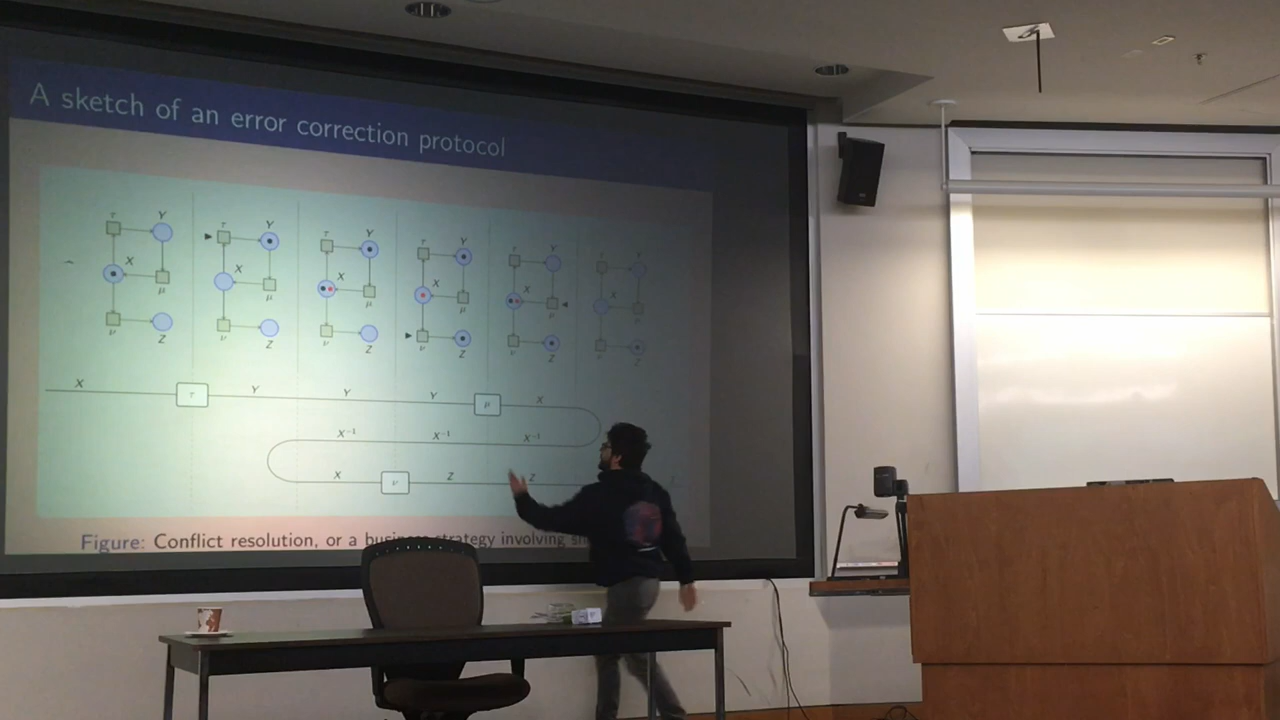 A sketch of an error correction protocol
τ Y τ Y τ Y τ Y τ Y τ Y
X X X X X X
μ μ μ μ μ μ
ν Z ν Z ν Z ν Z ν Z ν Z
X τ Y Y Y μ X
X⁻¹ X⁻¹ X⁻¹
X ν Z Z
Figure: Conflict resolution, or a strategy involving